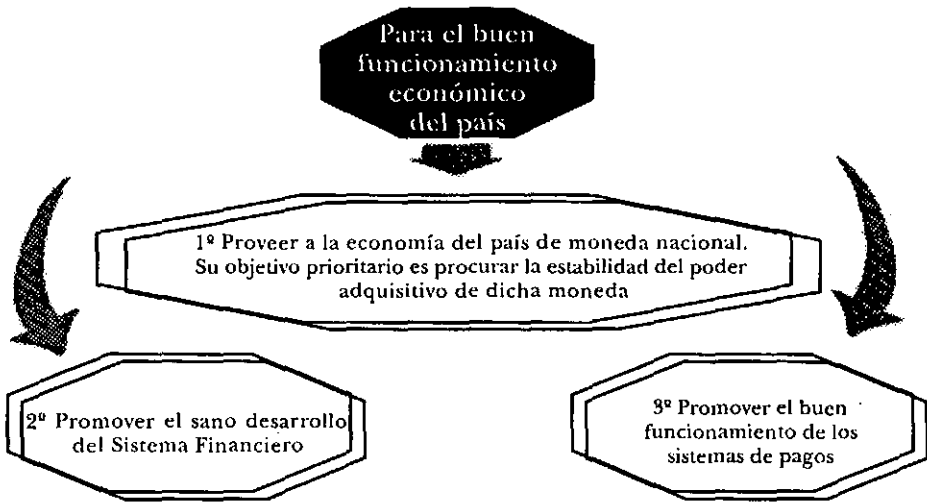 Para el buen
funcionamiento
económico
del país
1º Proveer a la economía del país de moneda nacional.
Su objetivo prioritario es procurar la estabilidad del poder
adquisitivo de dicha moneda
2º Promover el sano desarrollo
del Sistema Financiero
3º Promover el buen
funcionamiento de los
sistemas de pagos